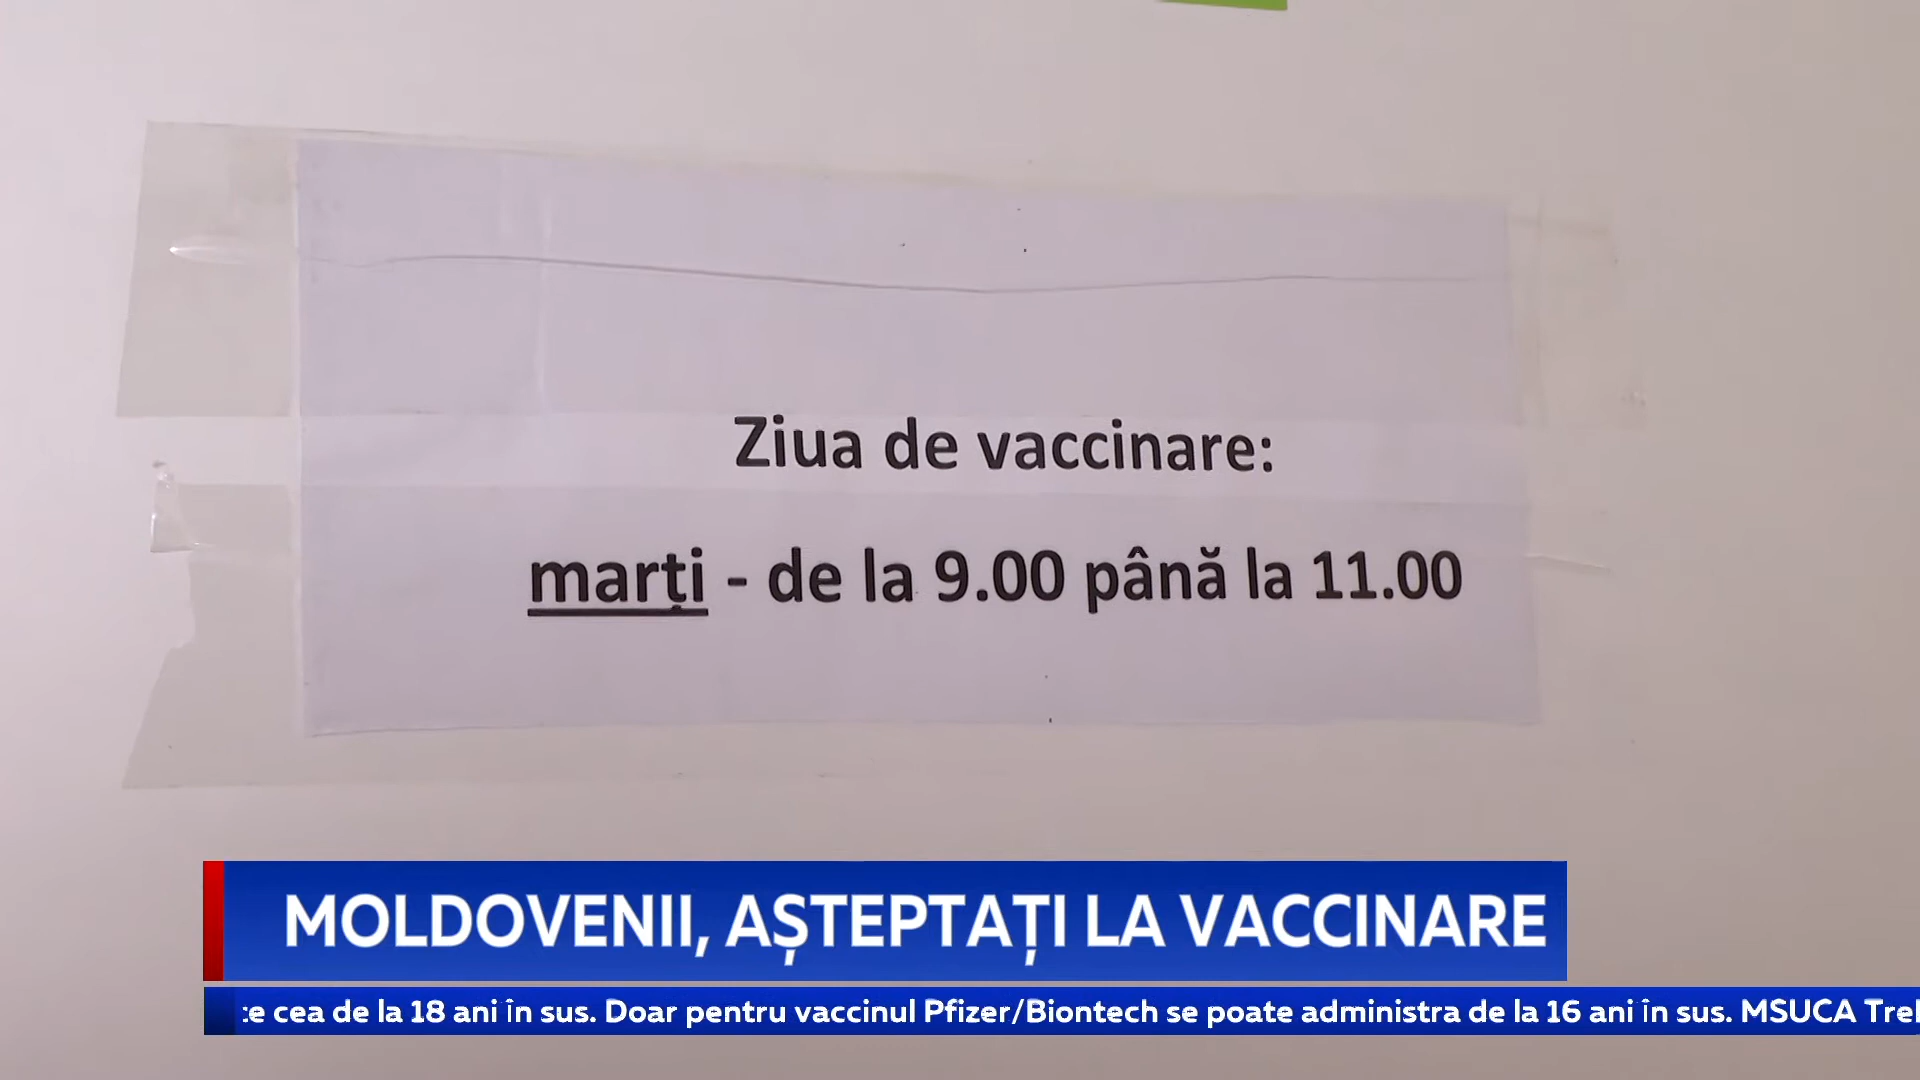 Ziua de vaccinare:
marți - de la 9.00 până la 11.00
MOLDOVENII, AȘTEPTAȚI LA VACCINARE
cea de la 18 ani în sus. Doar pentru vaccinul Pfizer/Biontech se poate administra de la 16 ani în sus. MSUCA